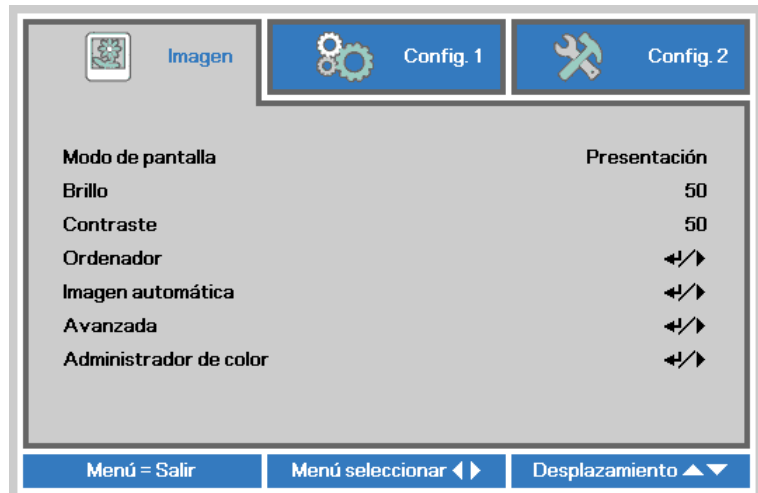 Imagen Config. 1 Config. 2
Modo de pantalla Presentación
Brillo 50
Contraste 50
Ordenador ↵/▶
Imagen automática ↵/▶
Avanzada ↵/▶
Administrador de color ↵/▶
Menú = Salir Menú seleccionar ◀▶ Desplazamiento ▲▼